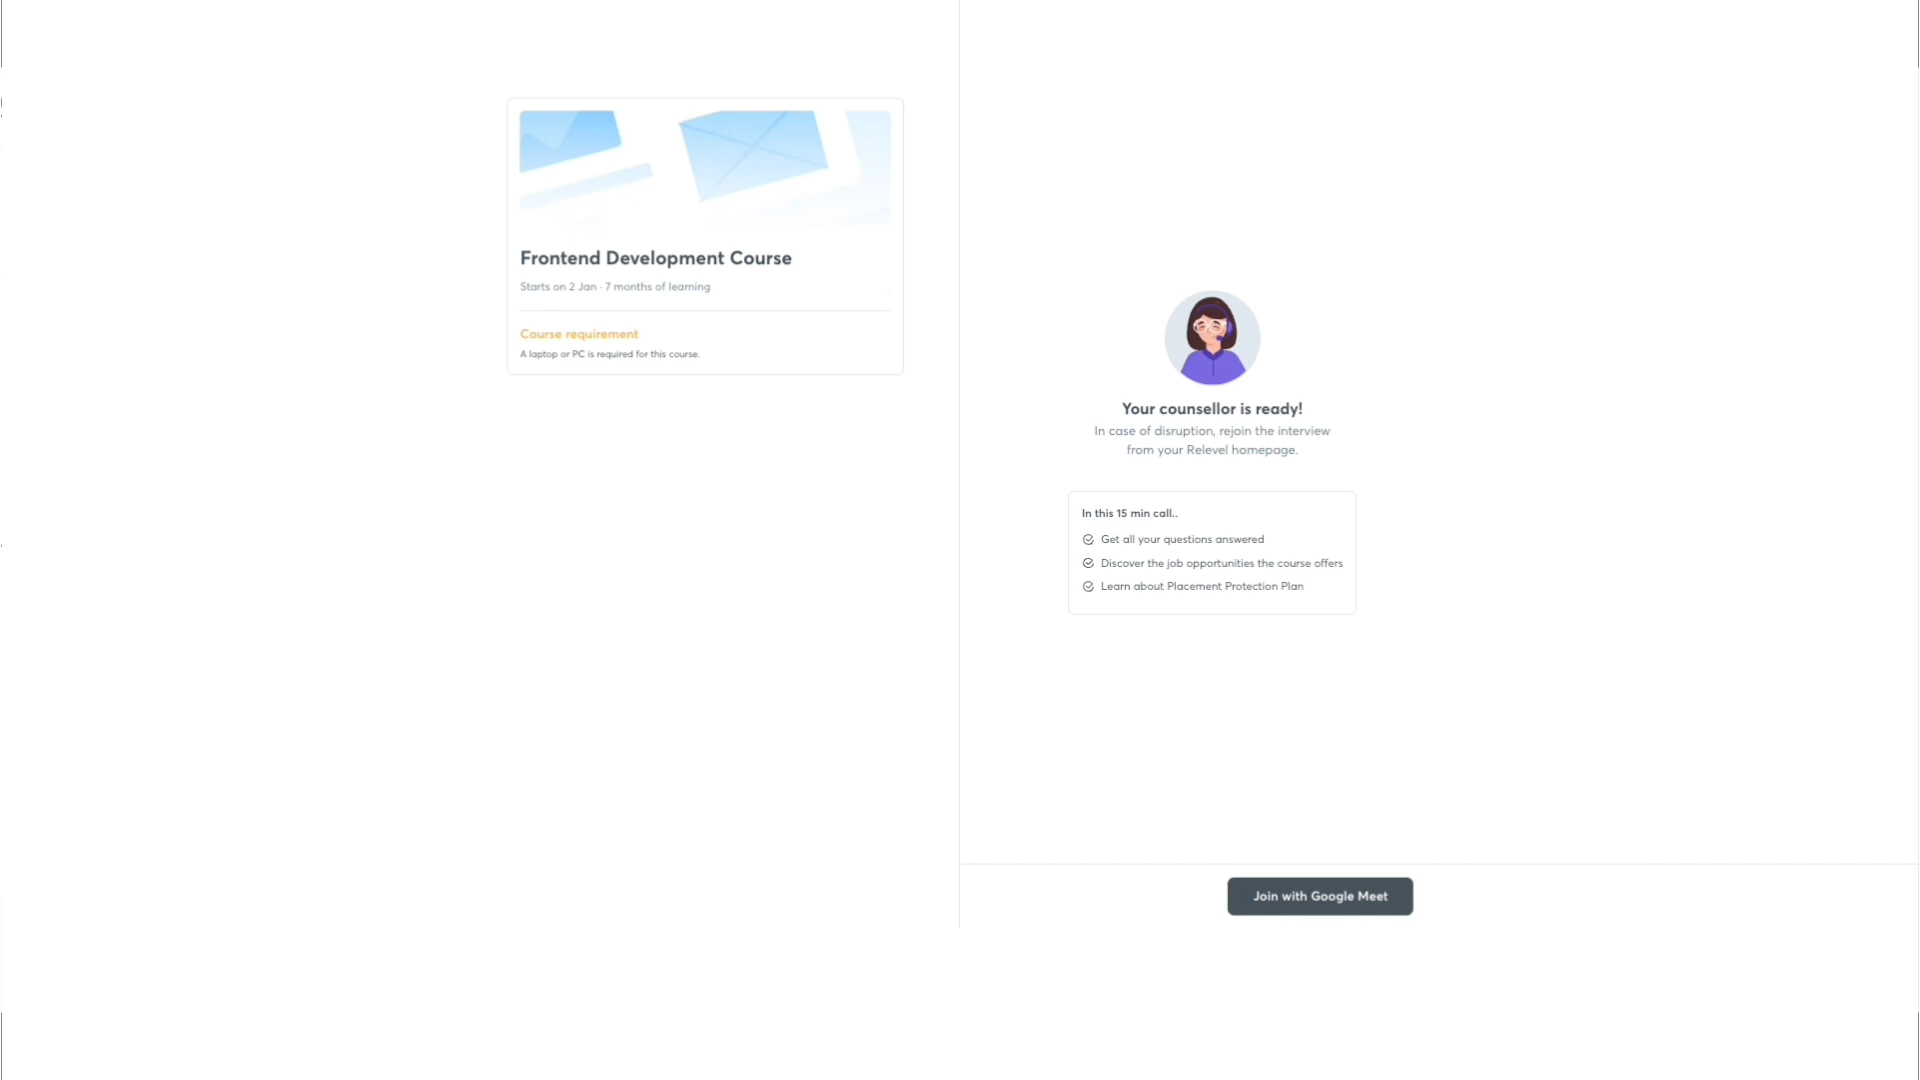 Frontend Development Course
Starts on 2 Jan · 7 months of learning
Course requirement
A laptop or PC is required for this course.
Your counsellor is ready!
In case of disruption, rejoin the interview
from your Relevel homepage.
In this 15 min call..
Get all your questions answered
Discover the job opportunities the course offers
Learn about Placement Protection Plan
Join with Google Meet